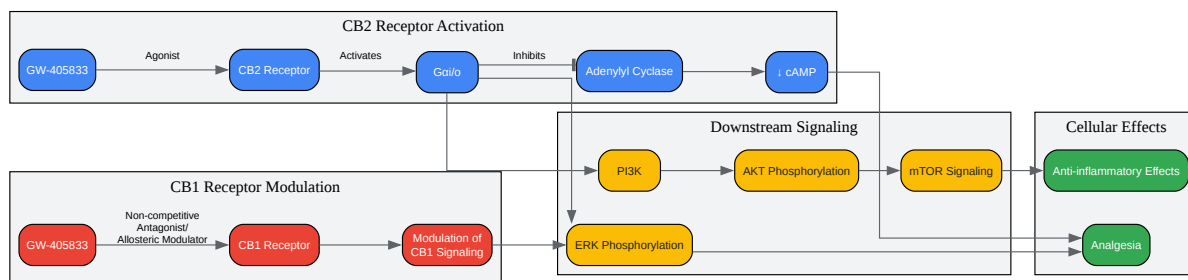 CB2 Receptor Activation
GW-405833
Agonist
CB2 Receptor
Activates
Gαi/o
Inhibits
Adenylyl Cyclase
↓ cAMP
Downstream Signaling
PI3K
AKT Phosphorylation
mTOR Signaling
ERK Phosphorylation
Cellular Effects
Anti-inflammatory Effects
Analgesia
CB1 Receptor Modulation
GW-405833
Non-competitive
Antagonist/
Allosteric Modulator
CB1 Receptor
Modulation of
CB1 Signaling